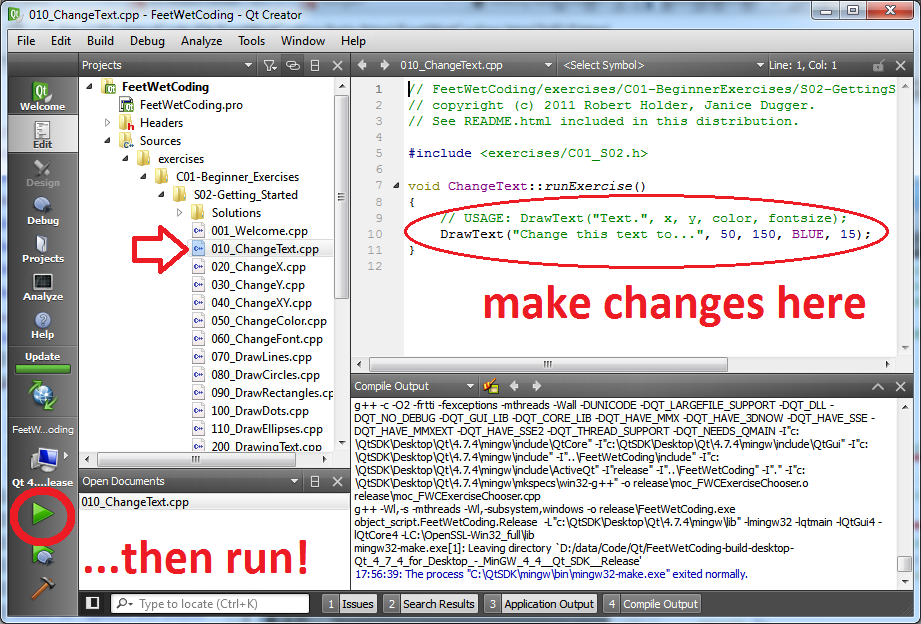 010_ChangeText.cpp - FeetWetCoding - Qt Creator
File Edit Build Debug Analyze Tools Window Help
Welcome
Edit
Design
Debug
Projects
Analyze
Help
Update
FeetW...oding
Qt 4....lease
Projects
FeetWetCoding
FeetWetCoding.pro
Headers
Sources
exercises
C01-Beginner_Exercises
S02-Getting_Started
Solutions
001_Welcome.cpp
010_ChangeText.cpp
020_ChangeX.cpp
030_ChangeY.cpp
040_ChangeXY.cpp
050_ChangeColor.cpp
060_ChangeFont.cpp
070_DrawLines.cpp
080_DrawCircles.cpp
090_DrawRectangles.cp
100_DrawDots.cpp
110_DrawEllipses.cpp
200_DrawingText.cpp
Open Documents
010_ChangeText.cpp
...then run!
010_ChangeText.cpp <Select Symbol> Line: 1, Col: 1
1 // FeetWetCoding/exercises/C01-BeginnerExercises/S02-GettingS
2 // copyright (c) 2011 Robert Holder, Janice Dugger.
3 // See README.html included in this distribution.
4
5 #include <exercises/C01_S02.h>
6
7 void ChangeText::runExercise()
8 {
9 // USAGE: DrawText("Text.", x, y, color, fontsize);
10 DrawText("Change this text to...", 50, 150, BLUE, 15);
11 }
12
make changes here
Compile Output
g++ -c -O2 -frtti -fexceptions -mthreads -Wall -DUNICODE -DQT_LARGEFILE_SUPPORT -DQT_DLL -
DQT_NO_DEBUG -DQT_GUI_LIB -DQT_CORE_LIB -DQT_HAVE_MMX -DQT_HAVE_3DNOW -DQT_HAVE_SSE -
DQT_HAVE_MMXEXT -DQT_HAVE_SSE2 -DQT_THREAD_SUPPORT -DQT_NEEDS_QMAIN -I"c:
\QtSDK\Desktop\Qt\4.7.4\mingw\include\QtCore" -I"c:\QtSDK\Desktop\Qt\4.7.4\mingw\include\QtGui" -I"c:
\QtSDK\Desktop\Qt\4.7.4\mingw\include" -I"..\FeetWetCoding\include" -I"c:
\QtSDK\Desktop\Qt\4.7.4\mingw\include\ActiveQt" -I"release" -I"..\FeetWetCoding" -I"." -I"c:
\QtSDK\Desktop\Qt\4.7.4\mingw\mkspecs\win32-g++" -o release\moc_FWCExerciseChooser.o
release\moc_FWCExerciseChooser.cpp
g++ -Wl,-s -mthreads -Wl,-subsystem,windows -o release\FeetWetCoding.exe
object_script.FeetWetCoding.Release -L"c:\QtSDK\Desktop\Qt\4.7.4\mingw\lib" -lmingw32 -lqtmain -lQtGui4 -
lQtCore4 -LC:\OpenSSL-Win32_full\lib
mingw32-make.exe[1]: Leaving directory `D:/data/Code/Qt/FeetWetCoding-build-desktop-
Qt_4_7_4_for_Desktop_-_MinGW_4_4__Qt_SDK__Release'
17:56:39: The process "C:\QtSDK\mingw\bin\mingw32-make.exe" exited normally.
Type to locate (Ctrl+K) 1 Issues 2 Search Results 3 Application Output 4 Compile Output